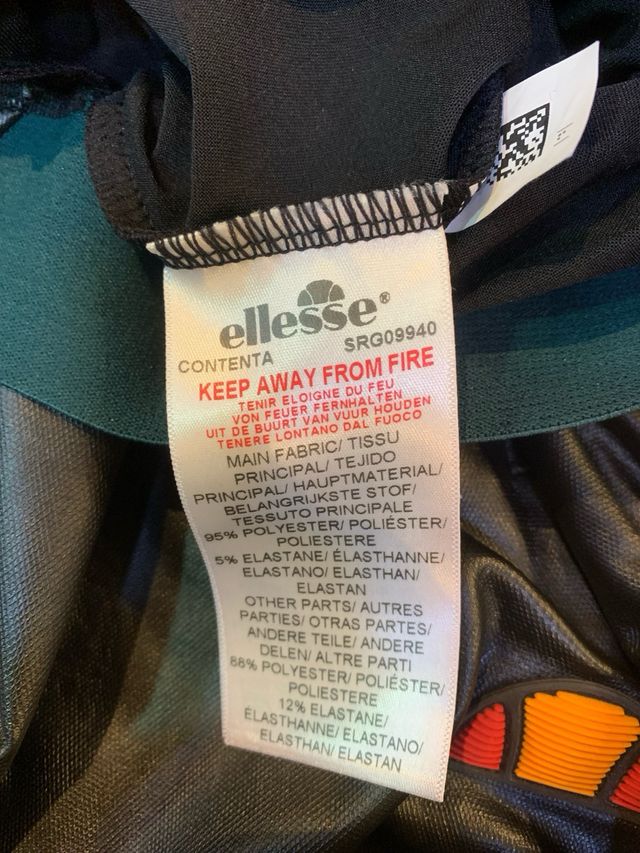 ellesse®
SRG09940
CONTENTA
KEEP AWAY FROM FIRE
TENIR ELOIGNE DU FEU
VON FEUER FERNHALTEN
UIT DE BUURT VAN VUUR HOUDEN
TENERE LONTANO DAL FUOCO
MAIN FABRIC/ TISSU
PRINCIPAL/ TEJIDO
PRINCIPAL/ HAUPTMATERIAL/
BELANGRIJKSTE STOF/
TESSUTO PRINCIPALE
95% POLYESTER/ POLIÉSTER/
POLIESTERE
5% ELASTANE/ ÉLASTHANNE/
ELASTANO/ ELASTHAN/
ELASTAN
OTHER PARTS/ AUTRES
PARTIES/ OTRAS PARTES/
ANDERE TEILE/ ANDERE
DELEN/ ALTRE PARTI
88% POLYESTER/ POLIÉSTER/
POLIESTERE
12% ELASTANE/
ÉLASTHANNE/ ELASTANO/
ELASTHAN/ ELASTAN